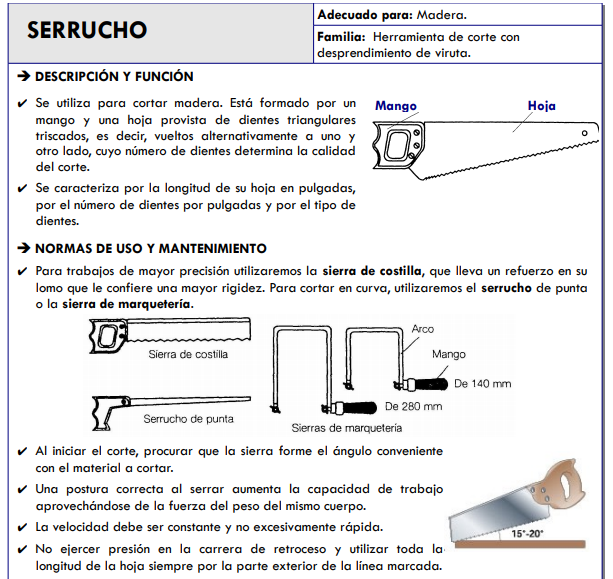 SERRUCHO
Adecuado para: Madera.
Familia: Herramienta de corte con
desprendimiento de viruta.
➔ DESCRIPCIÓN Y FUNCIÓN
✔ Se utiliza para cortar madera. Está formado por un
mango y una hoja provista de dientes triangulares
triscados, es decir, vueltos alternativamente a uno y
otro lado, cuyo número de dientes determina la calidad
del corte.
✔ Se caracteriza por la longitud de su hoja en pulgadas,
por el número de dientes por pulgadas y por el tipo de
dientes.
Mango
Hoja
➔ NORMAS DE USO Y MANTENIMIENTO
✔ Para trabajos de mayor precisión utilizaremos la sierra de costilla, que lleva un refuerzo en su
lomo que le confiere una mayor rigidez. Para cortar en curva, utilizaremos el serrucho de punta
o la sierra de marquetería.
Sierra de costilla
Serrucho de punta
Arco
Mango
De 140 mm
De 280 mm
Sierras de marquetería
✔ Al iniciar el corte, procurar que la sierra forme el ángulo conveniente
con el material a cortar.
✔ Una postura correcta al serrar aumenta la capacidad de trabajo
aprovechándose de la fuerza del peso del mismo cuerpo.
✔ La velocidad debe ser constante y no excesivamente rápida.
✔ No ejercer presión en la carrera de retroceso y utilizar toda la
longitud de la hoja siempre por la parte exterior de la línea marcada.
15°-20°